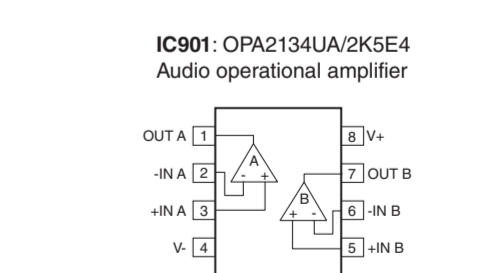 IC901: OPA2134UA/2K5E4
Audio operational amplifier
OUT A 1
8 V+
A
-IN A 2
- +
7 OUT B
B
+IN A 3
+ -
6 -IN B
V- 4
5 +IN B